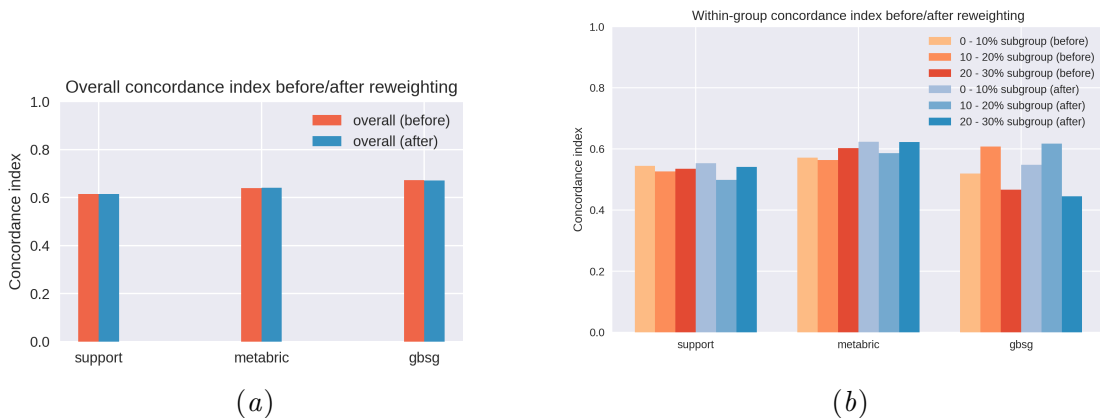 Overall concordance index before/after reweighting
1.0
0.8
0.6
0.4
0.2
0.0
Concordance index
overall (before)
overall (after)
support
metabric
gbsg
(a)
Within-group concordance index before/after reweighting
1.0
0.8
0.6
0.4
0.2
0.0
Concordance index
0 - 10% subgroup (before)
10 - 20% subgroup (before)
20 - 30% subgroup (before)
0 - 10% subgroup (after)
10 - 20% subgroup (after)
20 - 30% subgroup (after)
support
metabric
gbsg
(b)